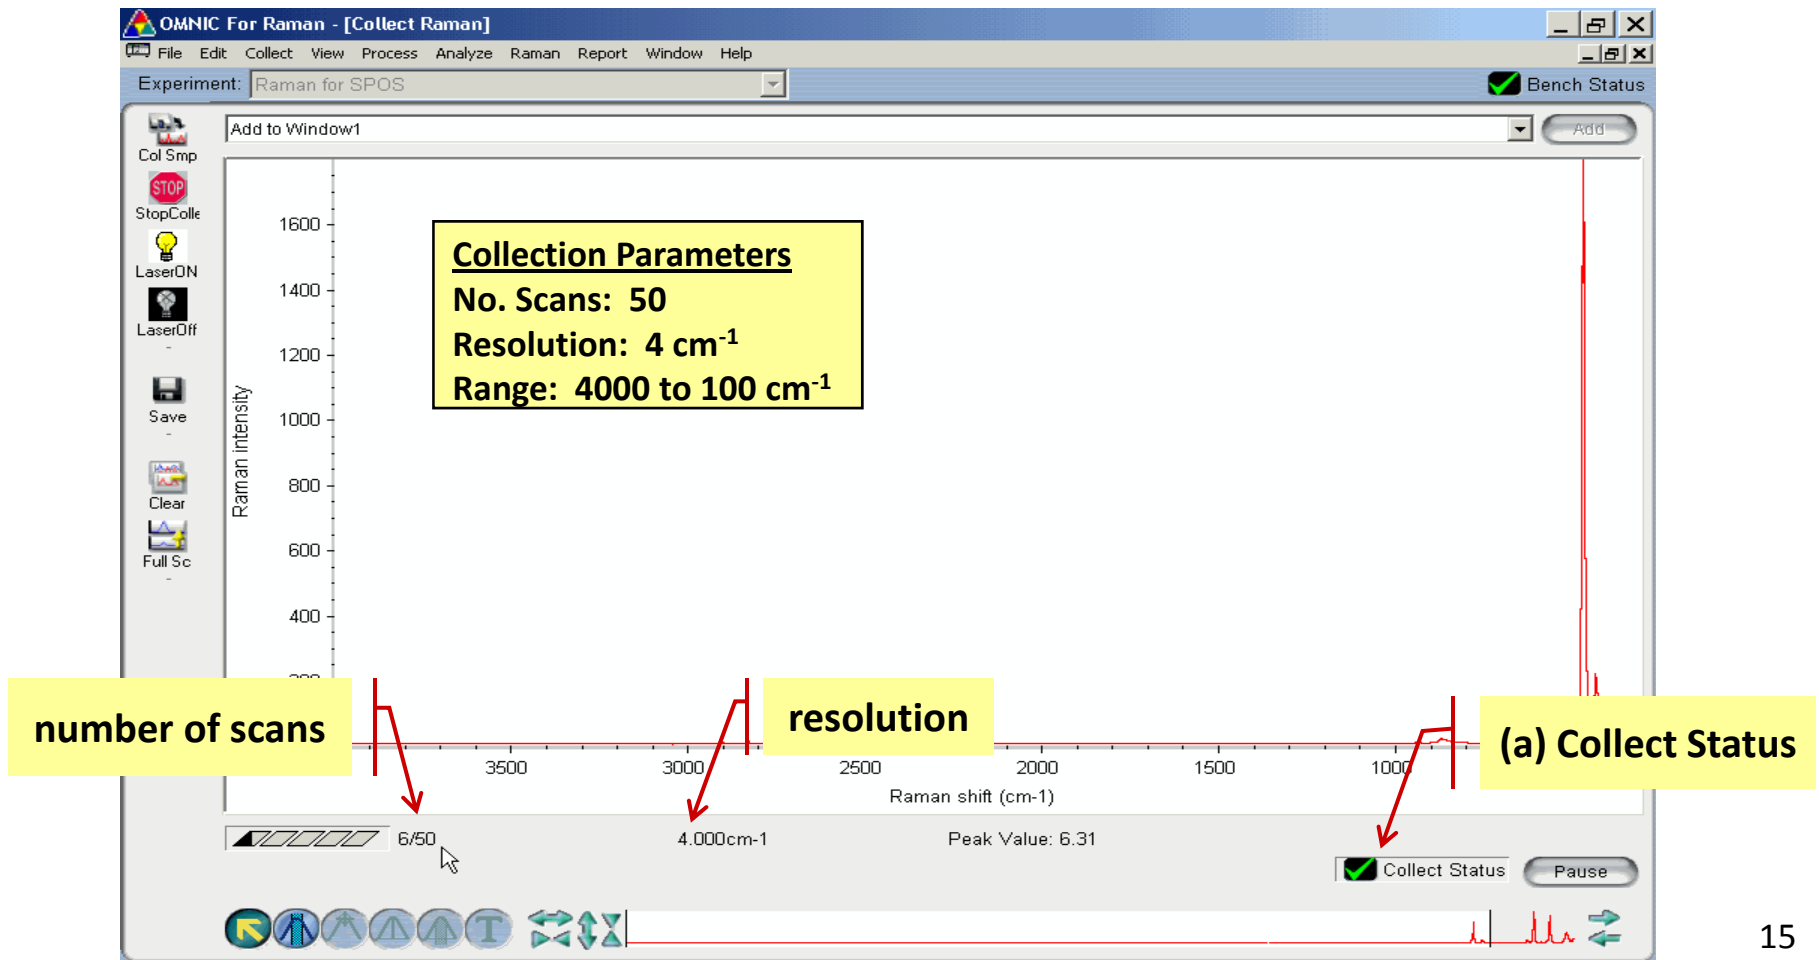 OMNIC For Raman - [Collect Raman]
File Edit Collect View Process Analyze Raman Report Window Help
Experiment: Raman for SPOS
Bench Status
Add to Window1
Add
Col Smp
STOP
StopColle
LaserON
LaserOff
Save
Clear
Full Sc
Raman intensity
1600
1400
1200
1000
800
600
400
Collection Parameters
No. Scans: 50
Resolution: 4 cm-1
Range: 4000 to 100 cm-1
number of scans
resolution
(a) Collect Status
3500 3000 2500 2000 1500 1000
Raman shift (cm-1)
6/50 4.000cm-1 Peak Value: 6.31
Collect Status
Pause
T
15